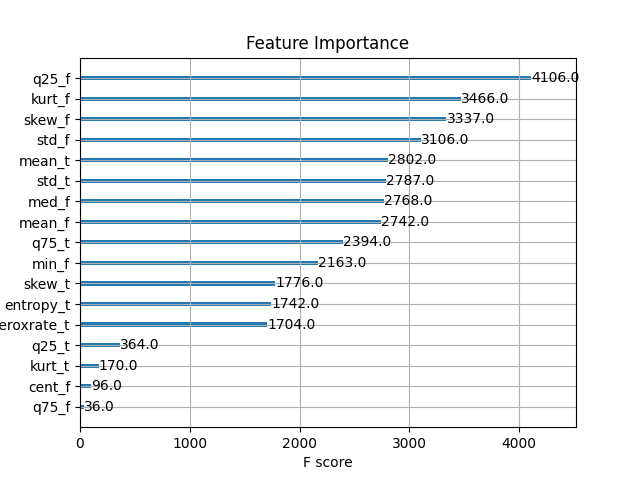 Feature Importance
q25_f 4106.0
kurt_f 3466.0
skew_f 3337.0
std_f 3106.0
mean_t 2802.0
std_t 2787.0
med_f 2768.0
mean_f 2742.0
q75_t 2394.0
min_f 2163.0
skew_t 1776.0
entropy_t 1742.0
eroxrate_t 1704.0
q25_t 364.0
kurt_t 170.0
cent_f 96.0
q75_f 36.0
0 1000 2000 3000 4000
F score